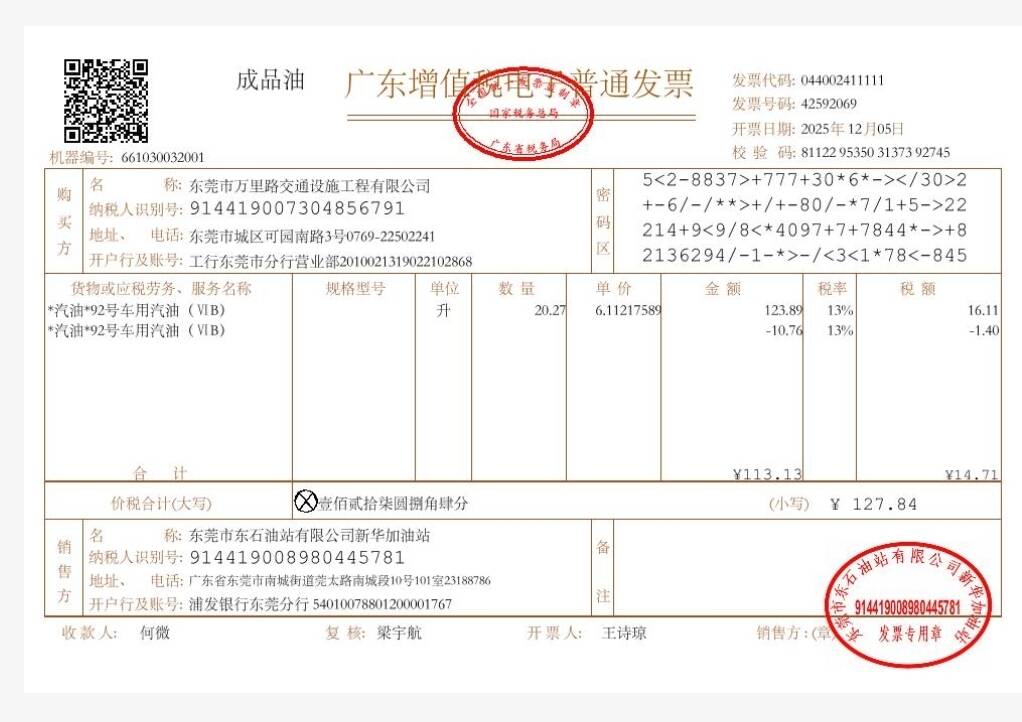 成品油
广东增值税电子普通发票
全国统一发票监制章
国家税务总局
广东省税务局
发票代码: 044002411111
发票号码: 42592069
开票日期: 2025年12月05日
校 验 码: 81122 95350 31373 92745
机器编号: 661030032001
购买方
名 称: 东莞市万里路交通设施工程有限公司
纳税人识别号: 914419007304856791
地址、 电话: 东莞市城区可园南路3号0769-22502241
开户行及账号: 工行东莞市分行营业部2010021319022102868
密码区
5<2-8837>+777+30*6*-></30>2
+-6/-/**>+/+-80/-*7/1+5->22
214+9<9/8<*4097+7+7844*->+8
2136294/-1-*>-/<3<1*78<-845
货物或应税劳务、服务名称 规格型号 单位 数 量 单 价 金 额 税率 税 额
*汽油*92号车用汽油（ⅥB） 升 20.27 6.11217589 123.89 13% 16.11
*汽油*92号车用汽油（ⅥB） -10.76 13% -1.40
合 计 ¥113.13 ¥14.71
价税合计(大写) ⓧ壹佰贰拾柒圆捌角肆分 (小写) ¥ 127.84
销售方
名 称: 东莞市东石油站有限公司新华加油站
纳税人识别号: 914419008980445781
地址、 电话: 广东省东莞市南城街道莞太路南城段10号101室23188786
开户行及账号: 浦发银行东莞分行 54010078801200001767
备注
收 款 人: 何微 复 核: 梁宇航 开 票 人: 王诗琼 销售方:(章)
东莞市东石油站有限公司新华加油站
914419008980445781
发票专用章